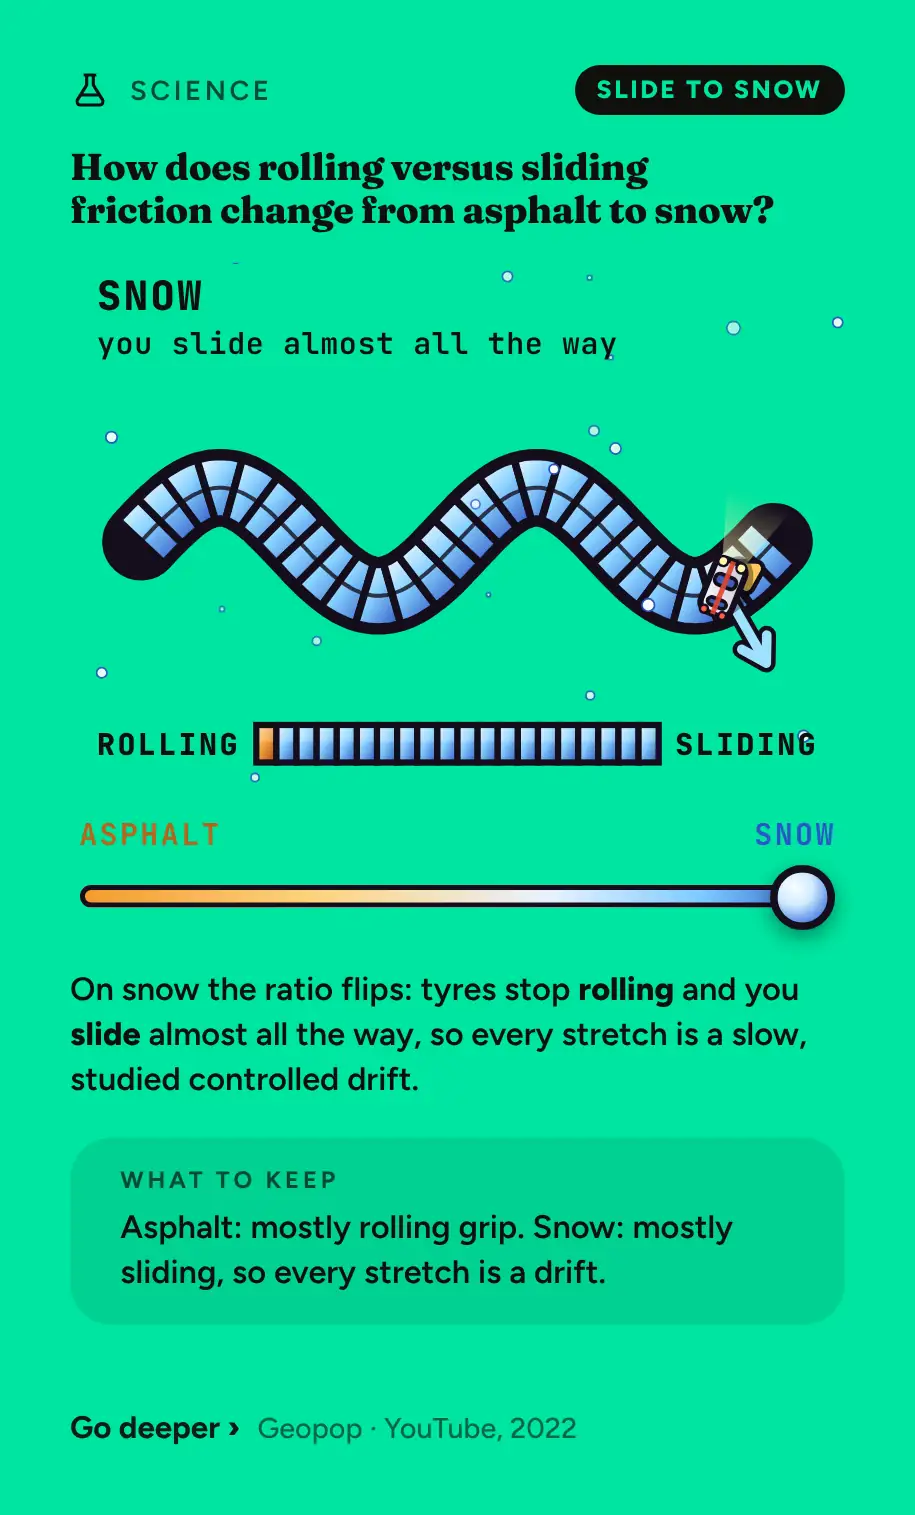 SCIENCE
SLIDE TO SNOW
How does rolling versus sliding
friction change from asphalt to snow?
SNOW
you slide almost all the way
ROLLING
SLIDING
ASPHALT
SNOW
On snow the ratio flips: tyres stop rolling and you
slide almost all the way, so every stretch is a slow,
studied controlled drift.
WHAT TO KEEP
Asphalt: mostly rolling grip. Snow: mostly
sliding, so every stretch is a drift.
Go deeper › Geopop · YouTube, 2022